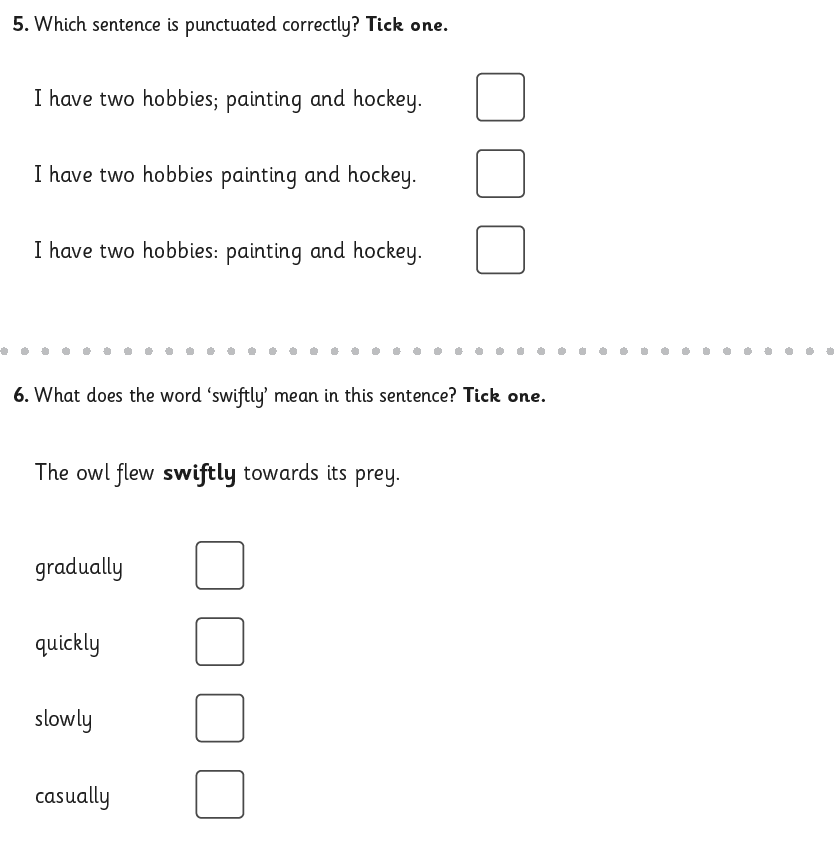 5. Which sentence is punctuated correctly? Tick one.
I have two hobbies; painting and hockey.
I have two hobbies painting and hockey.
I have two hobbies: painting and hockey.
6. What does the word ‘swiftly’ mean in this sentence? Tick one.
The owl flew swiftly towards its prey.
gradually
quickly
slowly
casually